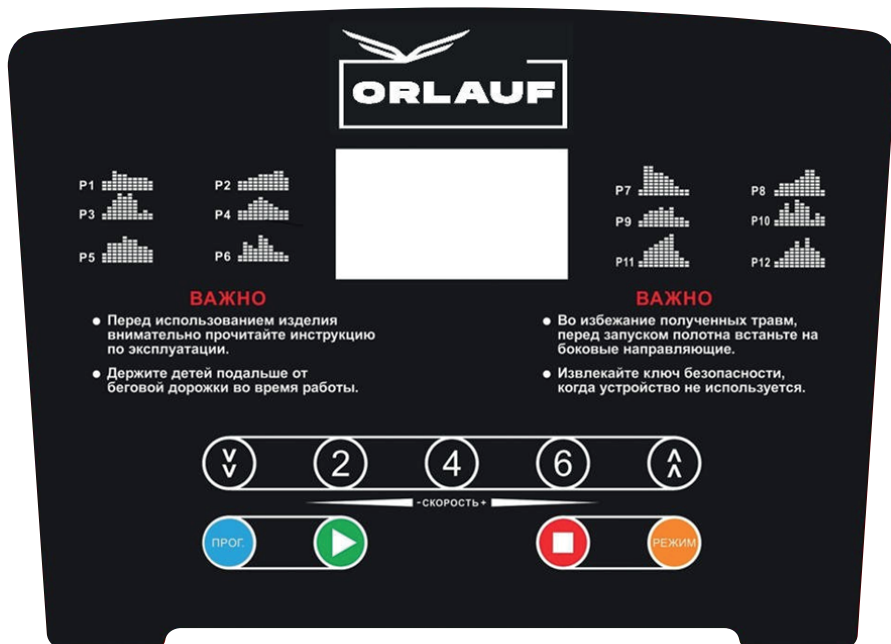 ORLAUF
P1 P2
P3 P4
P5 P6
P7 P8
P9 P10
P11 P12
ВАЖНО
● Перед использованием изделия
внимательно прочитайте инструкцию
по эксплуатации.
● Держите детей подальше от
беговой дорожки во время работы.
ВАЖНО
● Во избежание полученных травм,
перед запуском полотна встаньте на
боковые направляющие.
● Извлекайте ключ безопасности,
когда устройство не используется.
2 4 6
-СКОРОСТЬ+
ПРОГ. РЕЖИМ